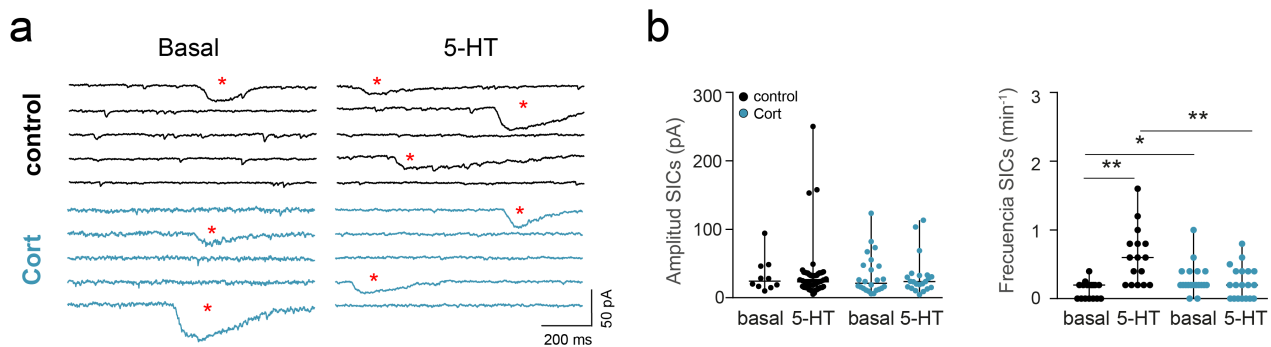 a
Basal
5-HT
control
Cort
*
*
*
*
*
*
*
*
50 pA
200 ms
b
Amplitud SICs (pA)
300
200
100
0
control
Cort
basal 5-HT basal 5-HT
Frecuencia SICs (min-1)
3
2
1
0
**
*
**
basal 5-HT basal 5-HT